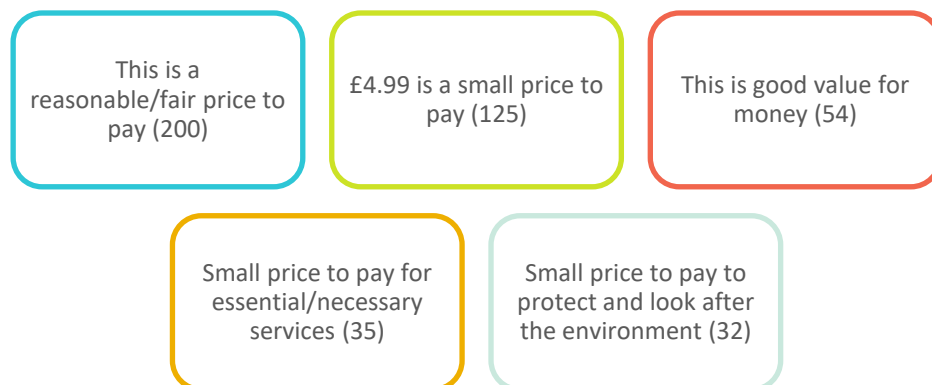 This is a
reasonable/fair price to
pay (200)
£4.99 is a small price to
pay (125)
This is good value for
money (54)
Small price to pay for
essential/necessary
services (35)
Small price to pay to
protect and look after
the environment (32)